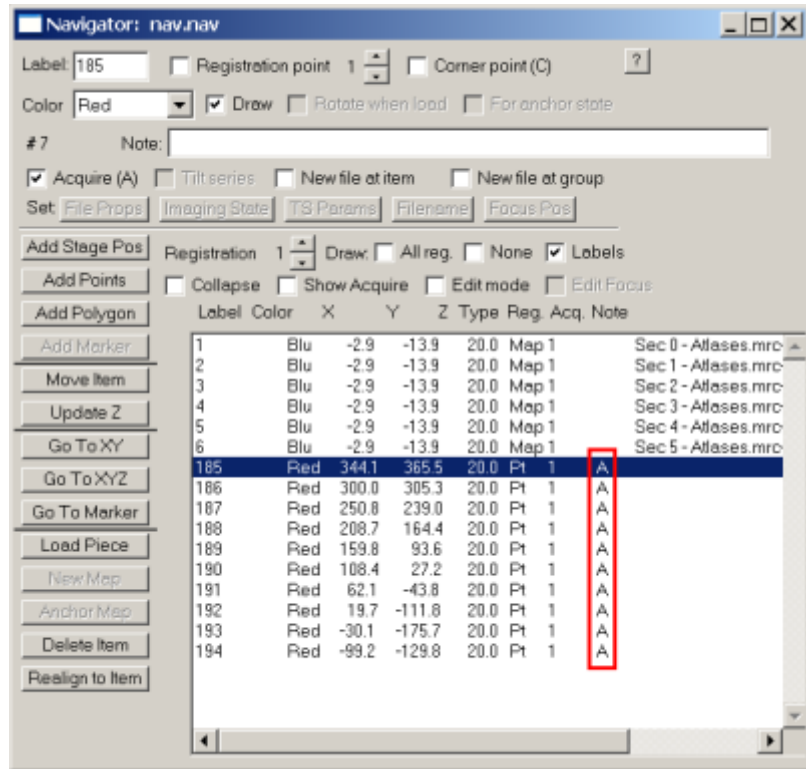 Navigator: nav.nav
Label: 185 Registration point 1 Corner point (C) ?
Color Red Draw Rotate when load For anchor state
# 7 Note:
Acquire (A) Tilt series New file at item New file at group
Set: File Props Imaging State TS Params Filename Focus Pos
Add Stage Pos Registration 1 Draw: All reg. None Labels
Add Points Collapse Show Acquire Edit mode Edit Focus
Add Polygon Label Color X Y Z Type Reg. Acq. Note
Add Marker
Move Item
Update Z
Go To XY
Go To XYZ
Go To Marker
Load Piece
New Map
Anchor Map
Delete Item
Realign to Item
1 Blu -2.9 -13.9 20.0 Map 1 Sec 0 - Atlases.mrc
2 Blu -2.9 -13.9 20.0 Map 1 Sec 1 - Atlases.mrc
3 Blu -2.9 -13.9 20.0 Map 1 Sec 2 - Atlases.mrc
4 Blu -2.9 -13.9 20.0 Map 1 Sec 3 - Atlases.mrc
5 Blu -2.9 -13.9 20.0 Map 1 Sec 4 - Atlases.mrc
6 Blu -2.9 -13.9 20.0 Map 1 Sec 5 - Atlases.mrc
185 Red 344.1 365.5 20.0 Pt 1 A
186 Red 300.0 305.3 20.0 Pt 1 A
187 Red 250.8 239.0 20.0 Pt 1 A
188 Red 208.7 164.4 20.0 Pt 1 A
189 Red 159.8 93.6 20.0 Pt 1 A
190 Red 108.4 27.2 20.0 Pt 1 A
191 Red 62.1 -43.8 20.0 Pt 1 A
192 Red 19.7 -111.8 20.0 Pt 1 A
193 Red -30.1 -175.7 20.0 Pt 1 A
194 Red -99.2 -129.8 20.0 Pt 1 A